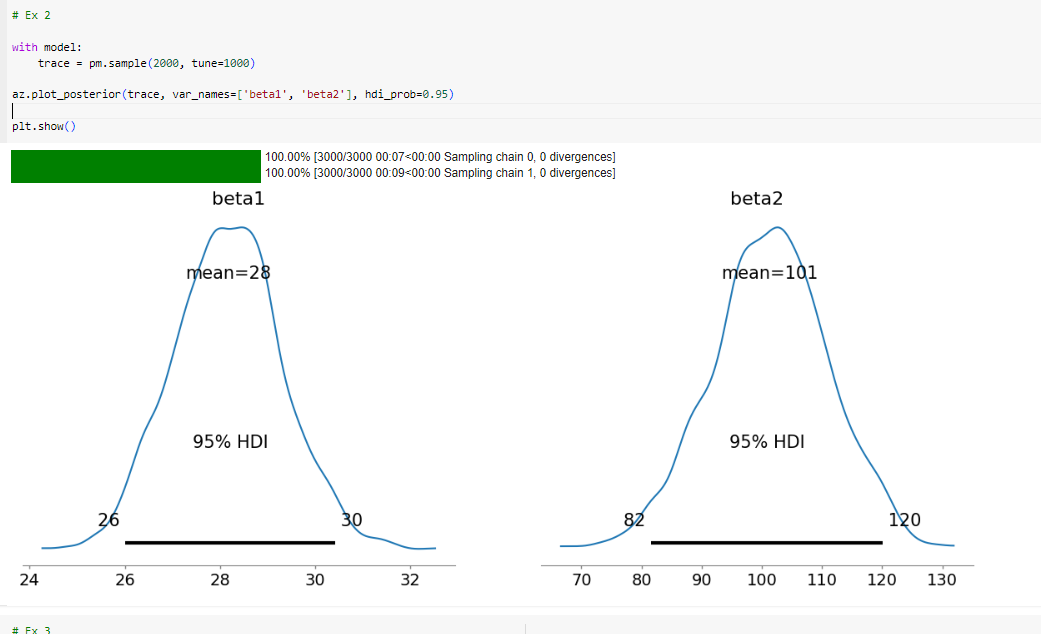 # Ex 2
with model:
    trace = pm.sample(2000, tune=1000)
az.plot_posterior(trace, var_names=['beta1', 'beta2'], hdi_prob=0.95)
plt.show()
100.00% [3000/3000 00:07<00:00 Sampling chain 0, 0 divergences]
100.00% [3000/3000 00:09<00:00 Sampling chain 1, 0 divergences]
beta1
mean=28
95% HDI
26 30
24 26 28 30 32
beta2
mean=101
95% HDI
82 120
70 80 90 100 110 120 130
# Ex 3